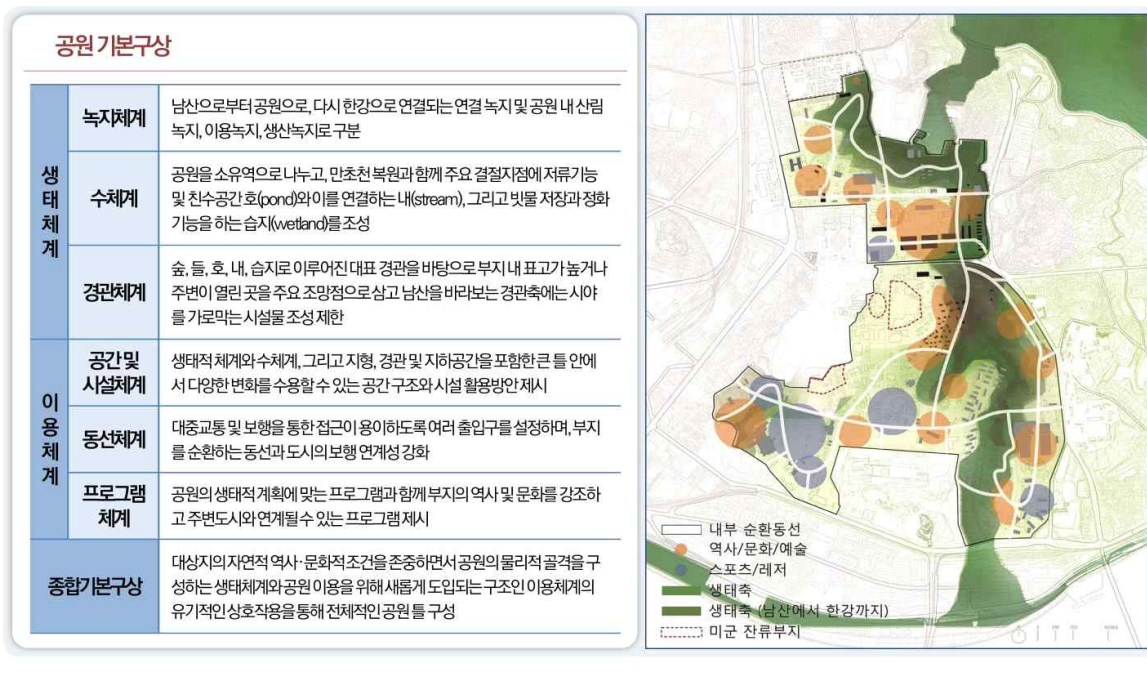 공원 기본구상
생태체계
녹지체계
남산으로부터 공원으로, 다시 한강으로 연결되는 연결 녹지 및 공원 내 산림
녹지, 이용녹지, 생산녹지로 구분
수체계
공원을 소유역으로 나누고, 만초천 복원과 함께 주요 결절지점에 저류기능
및 친수공간 호(pond)와 이를 연결하는 내(stream), 그리고 빗물 저장과 정화
기능을 하는 습지(wetland)를 조성
경관체계
숲, 들, 호, 내, 습지로 이루어진 대표 경관을 바탕으로 부지 내 표고가 높거나
주변이 열린 곳을 주요 조망점으로 삼고 남산을 바라보는 경관축에는 시야
를 가로막는 시설물 조성 제한
이용체계
공간 및
시설체계
생태적 체계와 수체계, 그리고 지형, 경관 및 지하공간을 포함한 큰 틀 안에
서 다양한 변화를 수용할 수 있는 공간 구조와 시설 활용방안 제시
동선체계
대중교통 및 보행을 통한 접근이 용이하도록 여러 출입구를 설정하며, 부지
를 순환하는 동선과 도시의 보행 연계성 강화
프로그램
체계
공원의 생태적 계획에 맞는 프로그램과 함께 부지의 역사 및 문화를 강조하
고 주변도시와 연계될 수 있는 프로그램 제시
종합기본구상
대상지의 자연적 역사·문화적 조건을 존중하면서 공원의 물리적 골격을 구
성하는 생태체계와 공원 이용을 위해 새롭게 도입되는 구조인 이용체계의
유기적인 상호작용을 통해 전체적인 공원 틀 구성
내부 순환동선
역사/문화/예술
스포츠/레저
생태축
생태축 (남산에서 한강까지)
미군 잔류부지